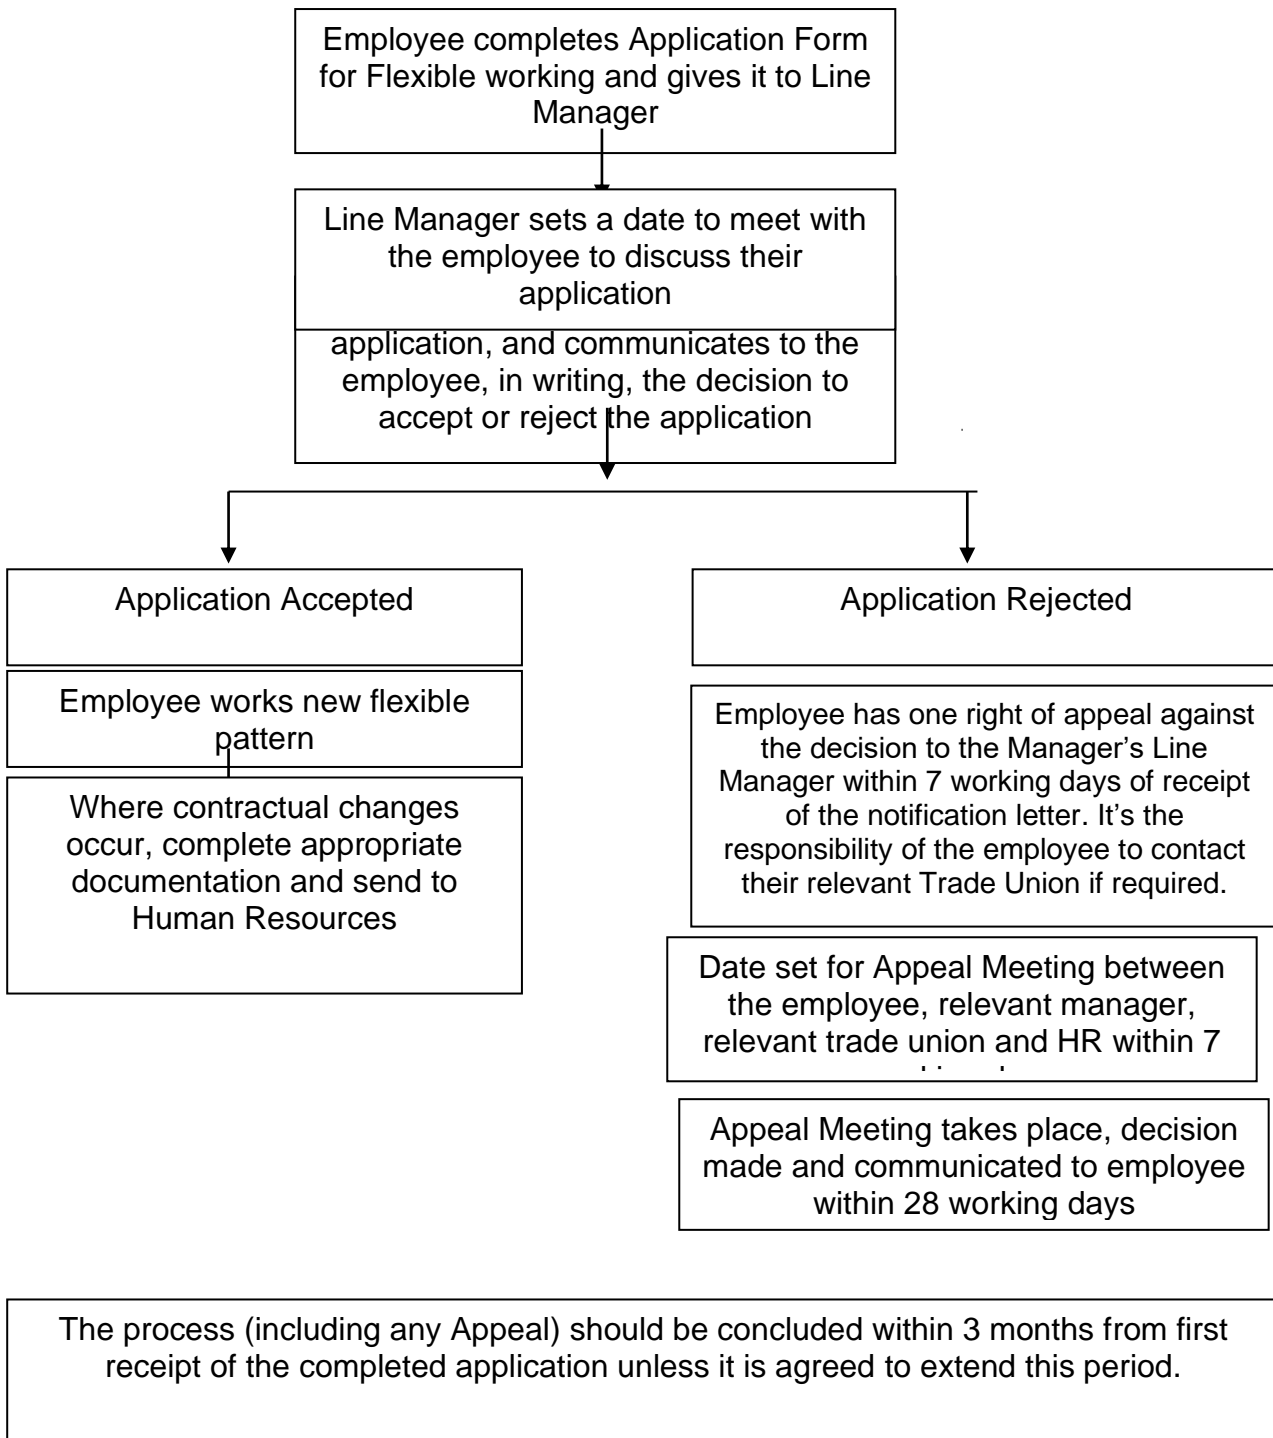 Employee completes Application Form
for Flexible working and gives it to Line
Manager
Line Manager sets a date to meet with
the employee to discuss their
application
application, and communicates to the
employee, in writing, the decision to
accept or reject the application
Application Accepted
Employee works new flexible
pattern
Where contractual changes
occur, complete appropriate
documentation and send to
Human Resources
Application Rejected
Employee has one right of appeal against
the decision to the Manager’s Line
Manager within 7 working days of receipt
of the notification letter. It’s the
responsibility of the employee to contact
their relevant Trade Union if required.
Date set for Appeal Meeting between
the employee, relevant manager,
relevant trade union and HR within 7
Appeal Meeting takes place, decision
made and communicated to employee
within 28 working days
The process (including any Appeal) should be concluded within 3 months from first
receipt of the completed application unless it is agreed to extend this period.